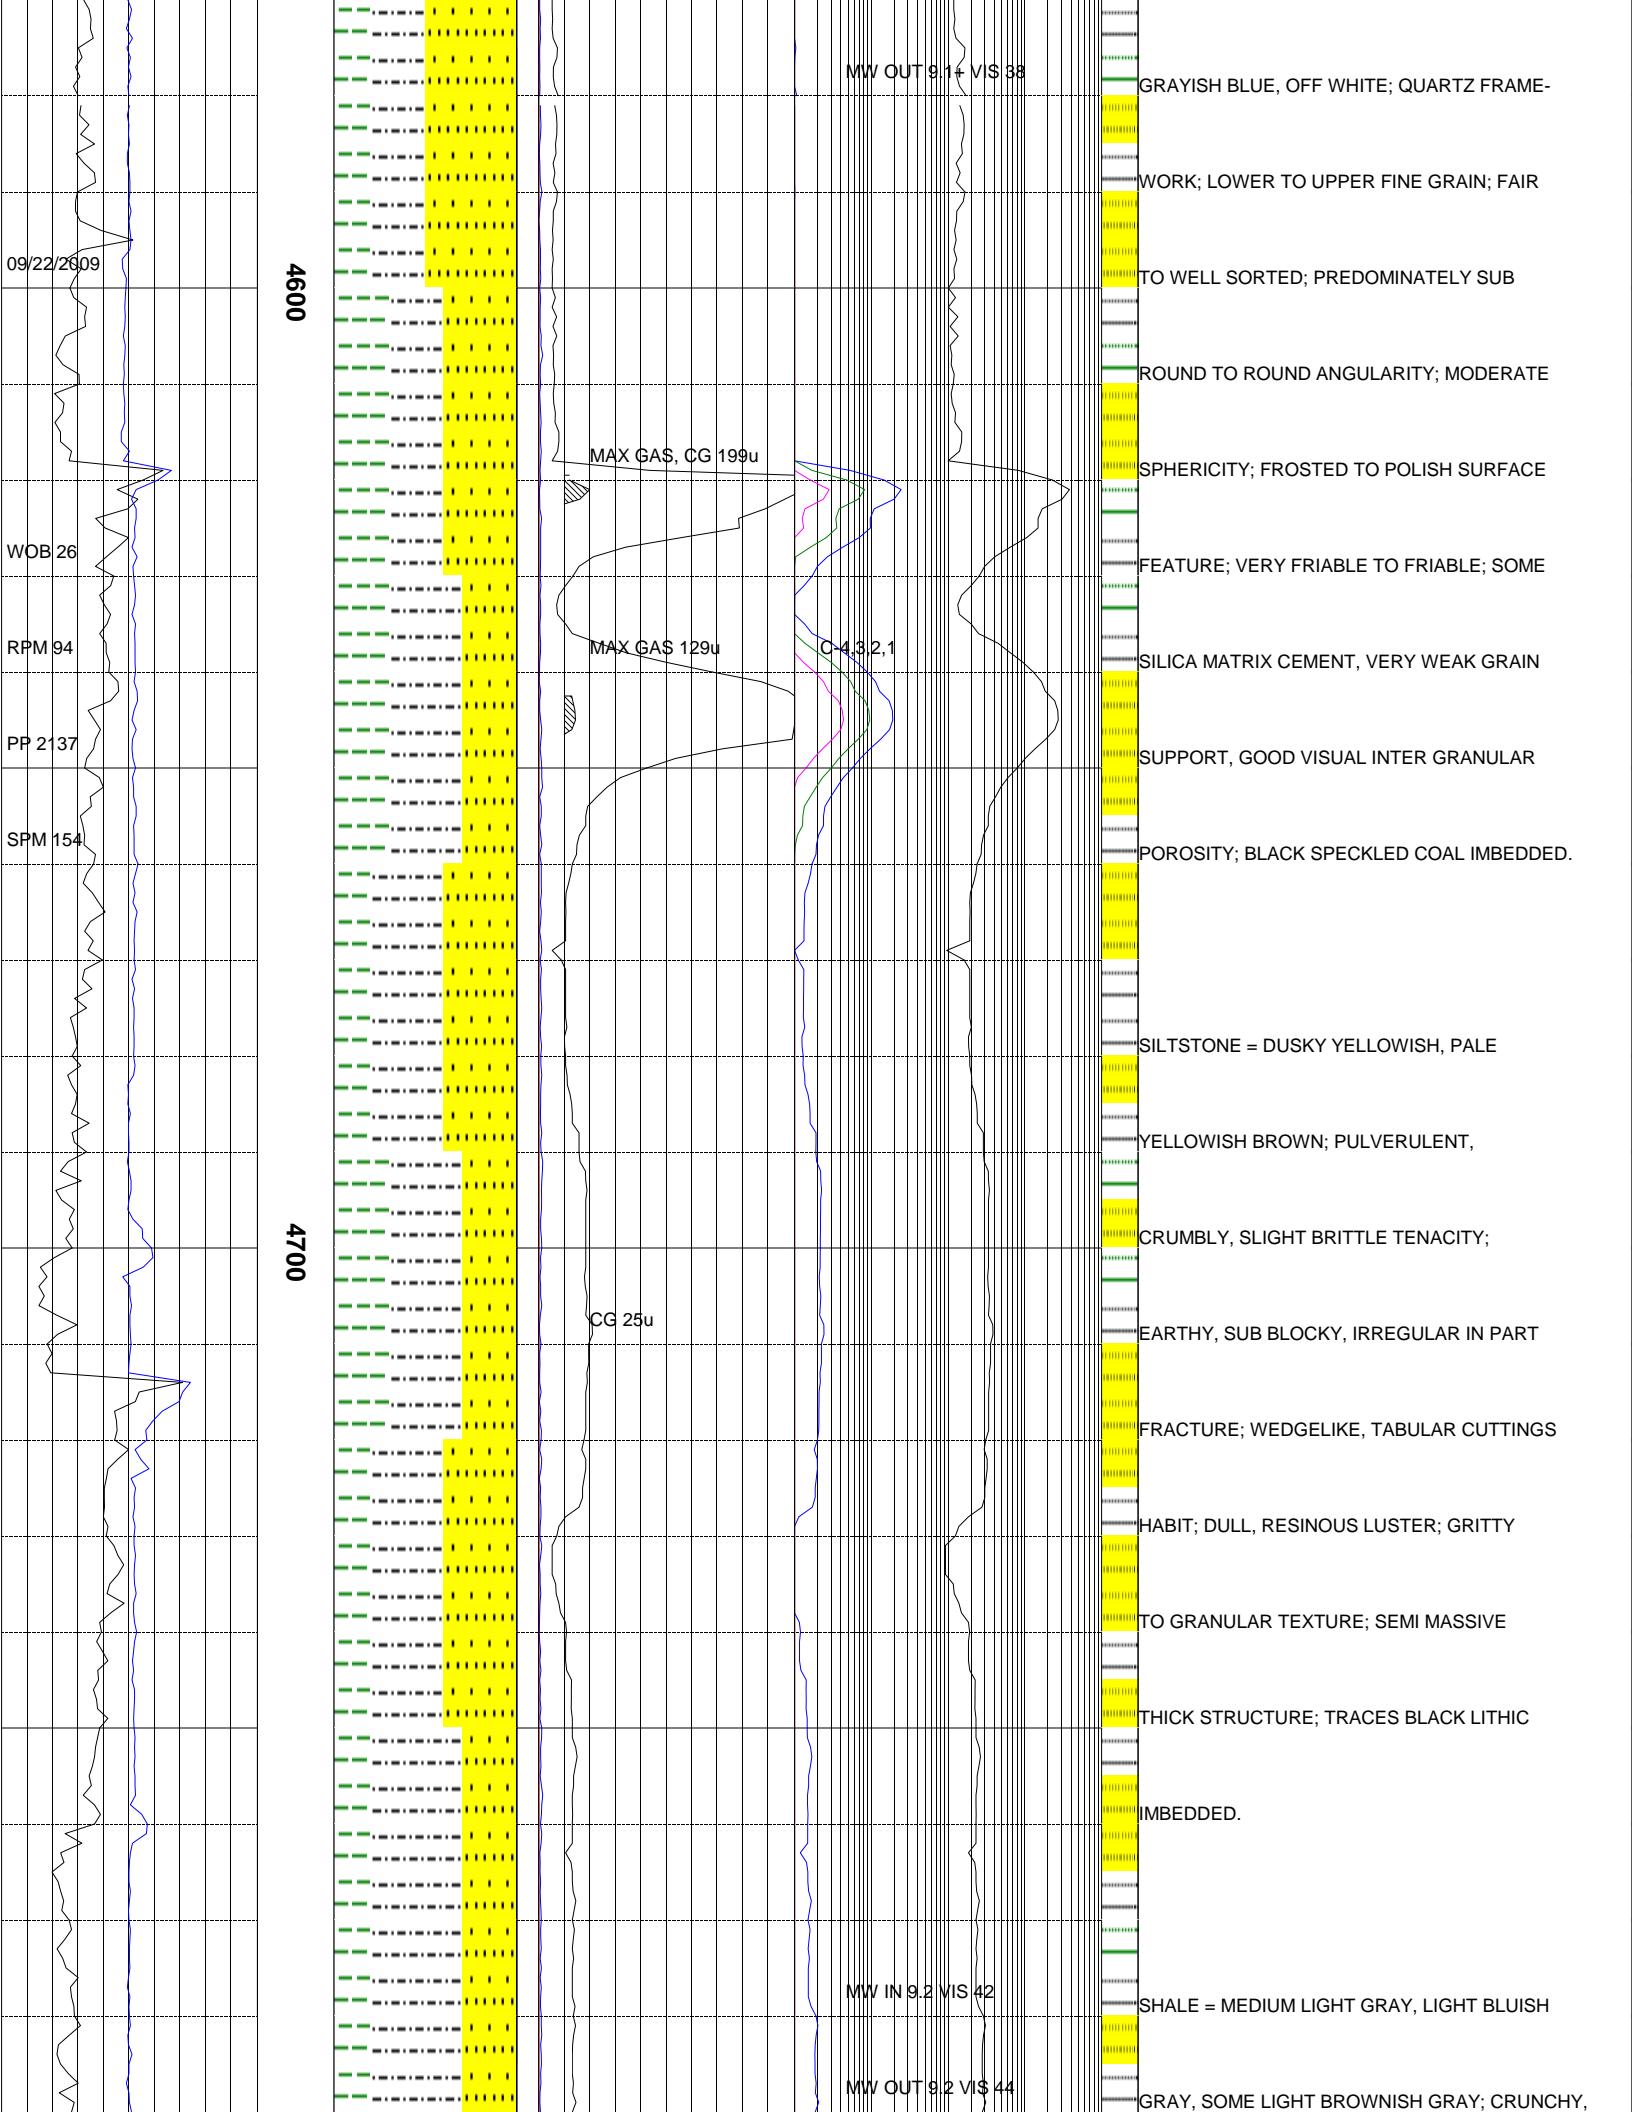 MW OUT 9.1+ VIS 38
GRAYISH BLUE, OFF WHITE; QUARTZ FRAME-
WORK; LOWER TO UPPER FINE GRAIN; FAIR
09/22/2009
4600
TO WELL SORTED; PREDOMINATELY SUB
ROUND TO ROUND ANGULARITY; MODERATE
MAX GAS, CG 199u
SPHERICITY; FROSTED TO POLISH SURFACE
WOB 26
FEATURE; VERY FRIABLE TO FRIABLE; SOME
RPM 94
MAX GAS 129u
C-4,3,2,1
SILICA MATRIX CEMENT, VERY WEAK GRAIN
PP 2137
SUPPORT, GOOD VISUAL INTER GRANULAR
SPM 154
POROSITY; BLACK SPECKLED COAL IMBEDDED.
SILTSTONE = DUSKY YELLOWISH, PALE
YELLOWISH BROWN; PULVERULENT,
4700
CRUMBLY, SLIGHT BRITTLE TENACITY;
CG 25u
EARTHY, SUB BLOCKY, IRREGULAR IN PART
FRACTURE; WEDGELIKE, TABULAR CUTTINGS
HABIT; DULL, RESINOUS LUSTER; GRITTY
TO GRANULAR TEXTURE; SEMI MASSIVE
THICK STRUCTURE; TRACES BLACK LITHIC
IMBEDDED.
MW IN 9.2 VIS 42
SHALE = MEDIUM LIGHT GRAY, LIGHT BLUISH
MW OUT 9.2 VIS 44
GRAY, SOME LIGHT BROWNISH GRAY; CRUNCHY,